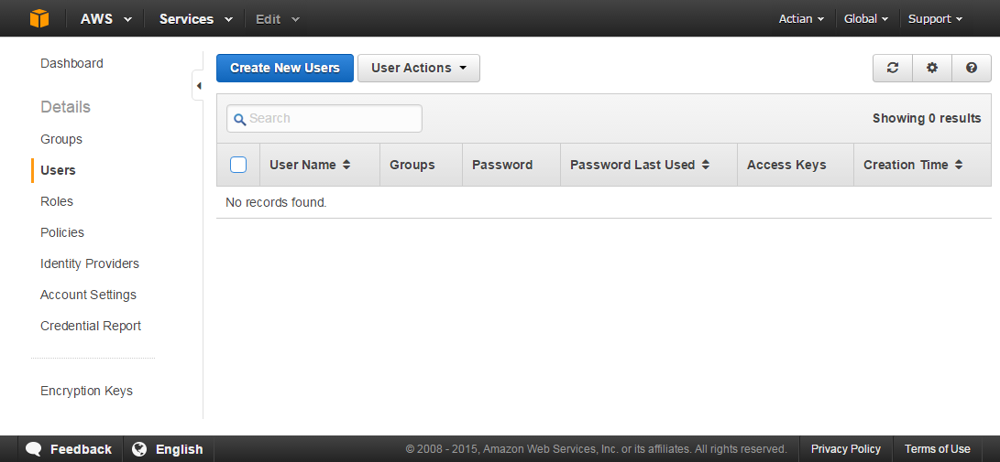 AWS Services Edit Actian Global Support
Dashboard
Details
Groups
Users
Roles
Policies
Identity Providers
Account Settings
Credential Report
Encryption Keys
Create New Users User Actions
Search Showing 0 results
User Name Groups Password Password Last Used Access Keys Creation Time
No records found.
Feedback English © 2008 - 2015, Amazon Web Services, Inc. or its affiliates. All rights reserved. Privacy Policy Terms of Use